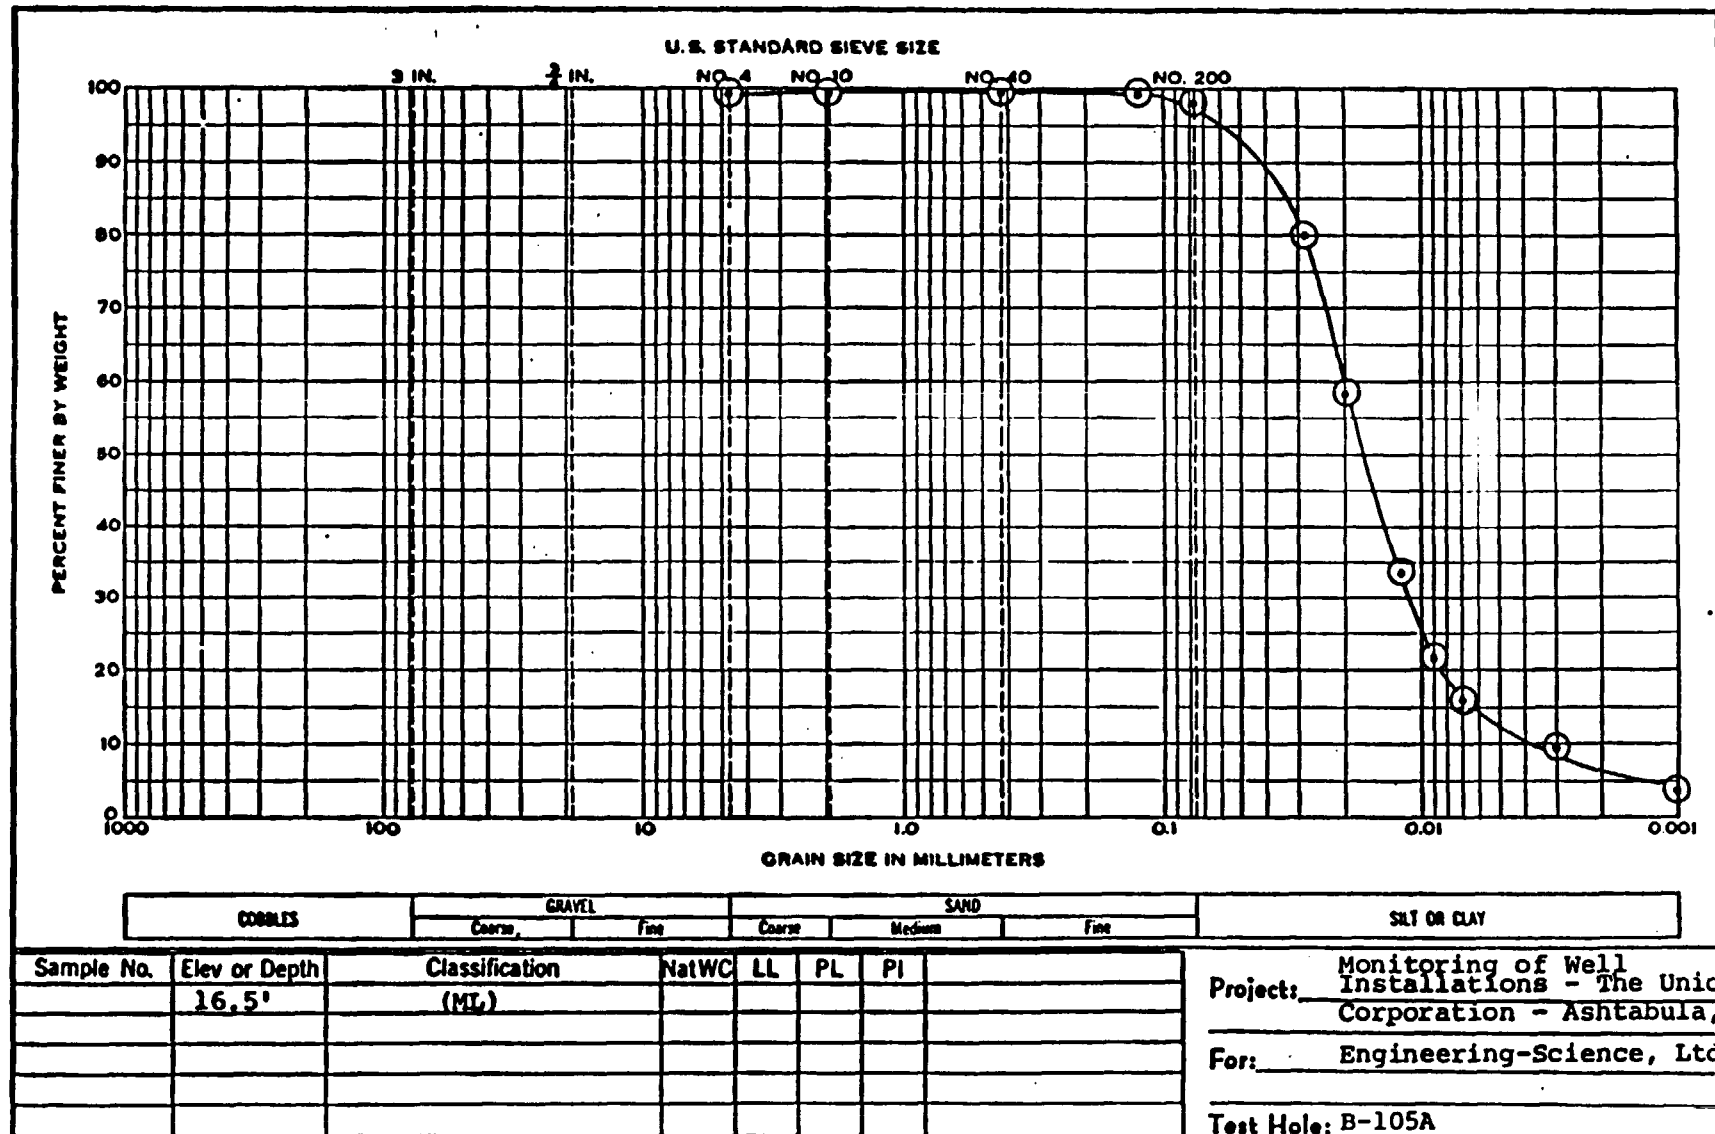 U.S. STANDARD SIEVE SIZE
3 IN. 3/4 IN. NO. 4 NO. 10 NO. 40 NO. 200
100
90
80
70
60
50
40
30
20
10
0
PERCENT FINER BY WEIGHT
1000 100 10 1.0 0.1 0.01 0.001
GRAIN SIZE IN MILLIMETERS
COBBLES GRAVEL SAND SILT OR CLAY
Coarse Fine Coarse Medium Fine
Sample No. Elev or Depth Classification Nat WC LL PL PI
16.5' (ML)
Project: Monitoring of Well
Installations - The Unio
Corporation - Ashtabula,
For: Engineering-Science, Ltd
Test Hole: B-105A